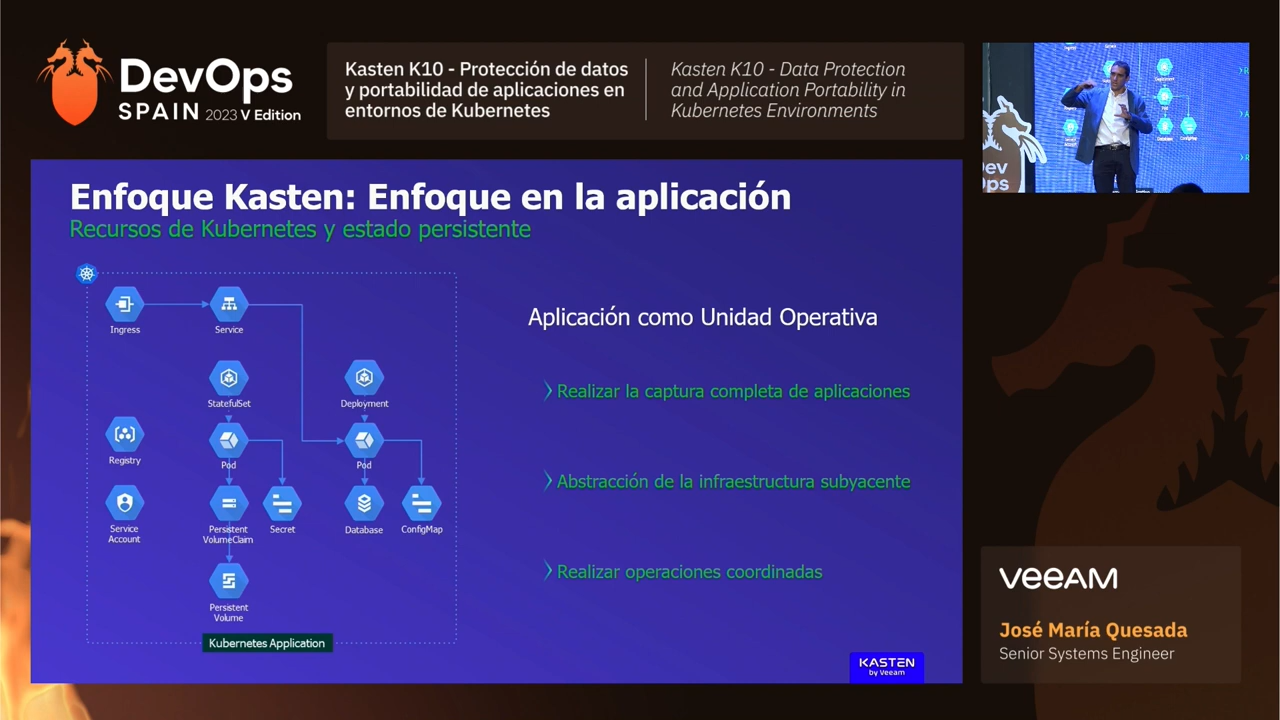 DevOps
SPAIN 2023 V Edition
Kasten K10 - Protección de datos
y portabilidad de aplicaciones en
entornos de Kubernetes
Kasten K10 - Data Protection
and Application Portability in
Kubernetes Environments
Enfoque Kasten: Enfoque en la aplicación
Recursos de Kubernetes y estado persistente
Ingress
Service
StatefulSet
Deployment
Registry
Pod
Pod
Service
Account
Persistent
VolumeClaim
Secret
Database
ConfigMap
Persistent
Volume
Kubernetes Application
Aplicación como Unidad Operativa
Realizar la captura completa de aplicaciones
Abstracción de la infraestructura subyacente
Realizar operaciones coordinadas
KASTEN
by Veeam
Dev
Ops
veeam
José María Quesada
Senior Systems Engineer